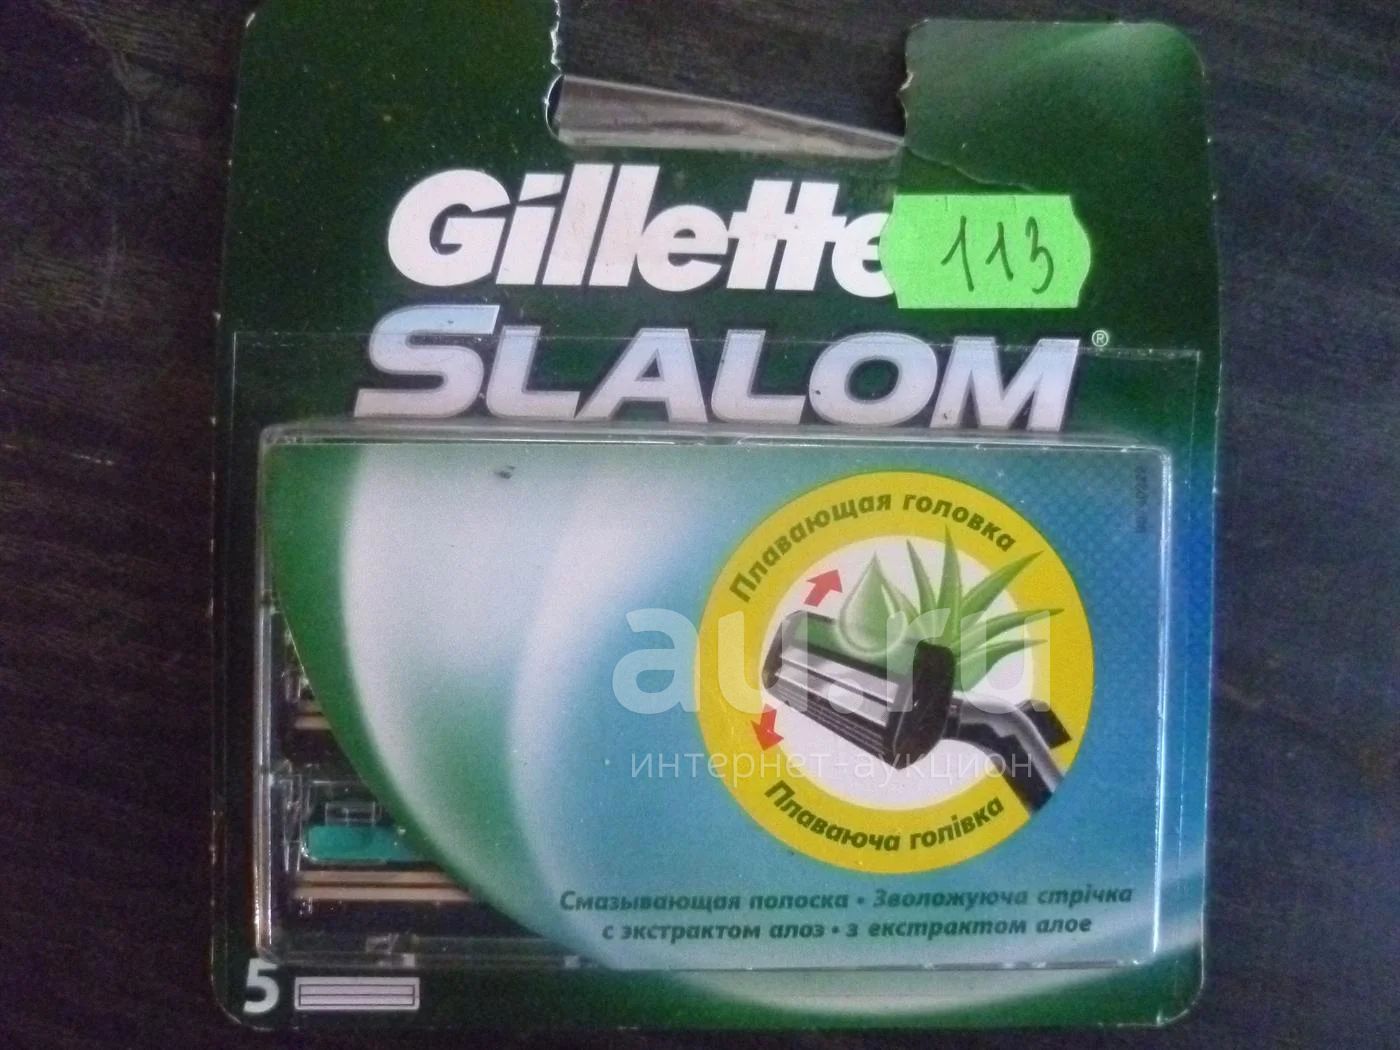 Gillette
113
SLALOM®
Плавающая головка
au.ru
интернет-аукцион
Плаваюча голівка
Смазывающая полоска • Зволожуюча стрічка
с экстрактом алоэ • з екстрактом алое
5